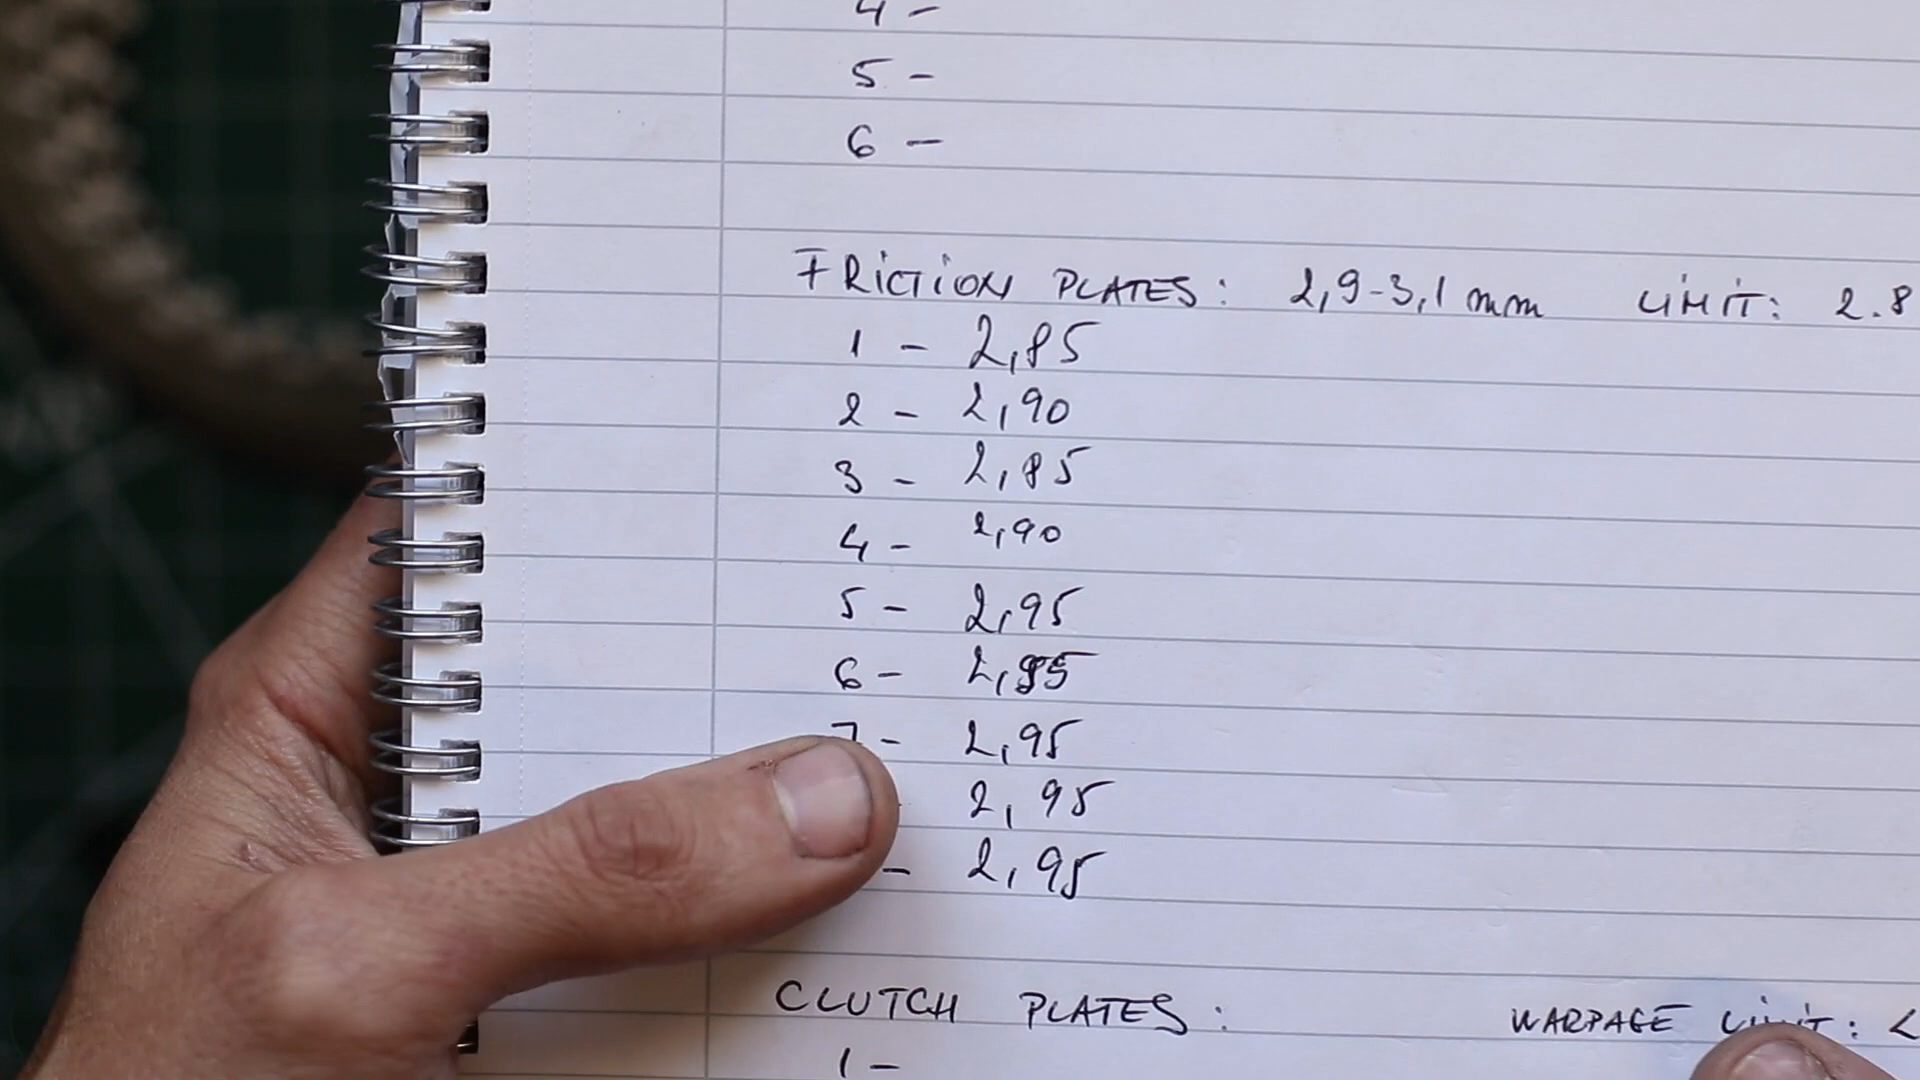 4 -
5 -
6 -
FRICTION PLATES: 2,9-3,1 mm LIMIT: 2.8
1 - 2,85
2 - 2,90
3 - 2,85
4 - 2,90
5 - 2,95
6 -
7 - 2,95
2,95
- 2,95
CLUTCH PLATES: WARPAGE LIMIT: <
1 -